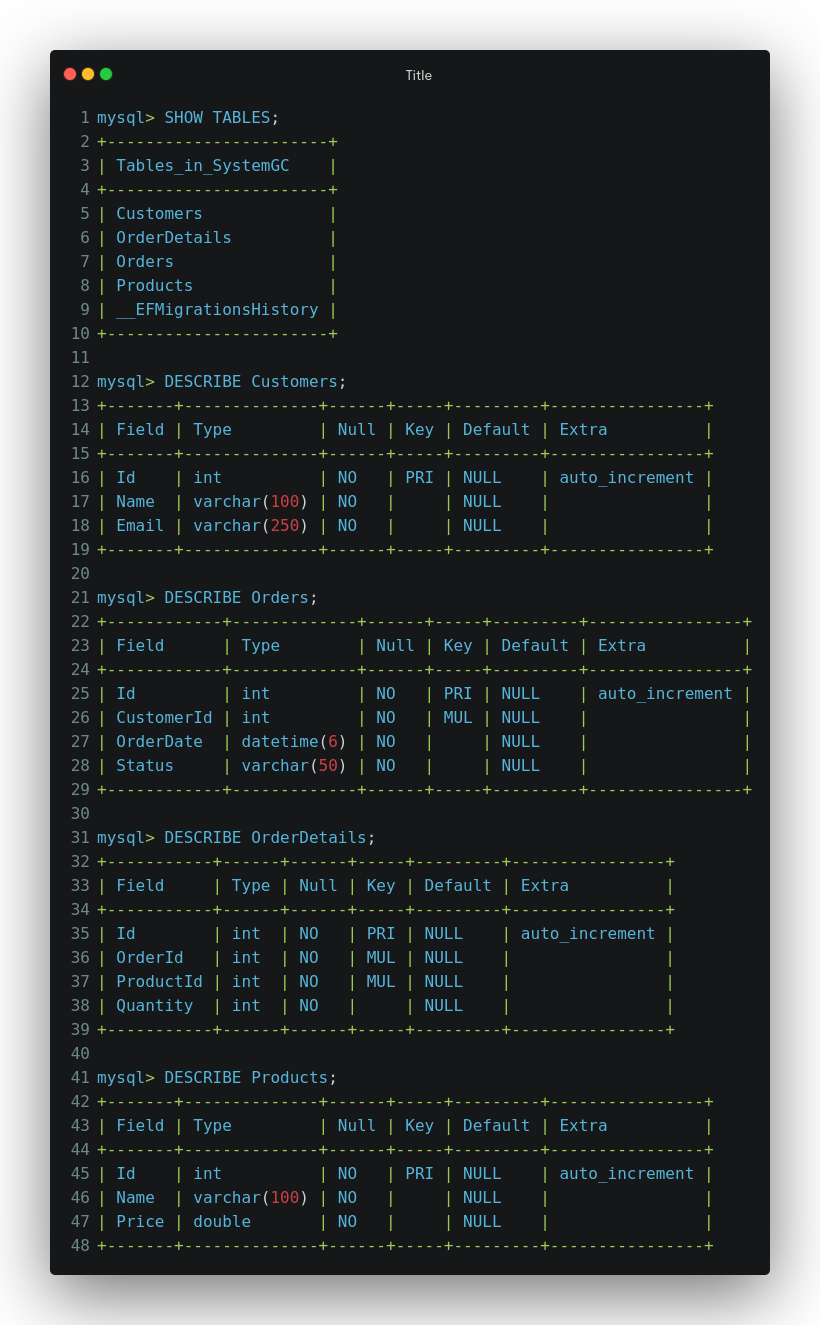 Title
1 mysql> SHOW TABLES;
2 +-----------------------+
3 | Tables_in_SystemGC    |
4 +-----------------------+
5 | Customers             |
6 | OrderDetails          |
7 | Orders                |
8 | Products              |
9 | __EFMigrationsHistory |
10 +-----------------------+
11
12 mysql> DESCRIBE Customers;
13 +-------+--------------+------+-----+---------+----------------+
14 | Field | Type         | Null | Key | Default | Extra          |
15 +-------+--------------+------+-----+---------+----------------+
16 | Id    | int          | NO   | PRI | NULL    | auto_increment |
17 | Name  | varchar(100) | NO   |     | NULL    |                |
18 | Email | varchar(250) | NO   |     | NULL    |                |
19 +-------+--------------+------+-----+---------+----------------+
20
21 mysql> DESCRIBE Orders;
22 +------------+-------------+------+-----+---------+----------------+
23 | Field      | Type        | Null | Key | Default | Extra          |
24 +------------+-------------+------+-----+---------+----------------+
25 | Id         | int         | NO   | PRI | NULL    | auto_increment |
26 | CustomerId | int         | NO   | MUL | NULL    |                |
27 | OrderDate  | datetime(6) | NO   |     | NULL    |                |
28 | Status     | varchar(50) | NO   |     | NULL    |                |
29 +------------+-------------+------+-----+---------+----------------+
30
31 mysql> DESCRIBE OrderDetails;
32 +-----------+------+------+-----+---------+----------------+
33 | Field     | Type | Null | Key | Default | Extra          |
34 +-----------+------+------+-----+---------+----------------+
35 | Id        | int  | NO   | PRI | NULL    | auto_increment |
36 | OrderId   | int  | NO   | MUL | NULL    |                |
37 | ProductId | int  | NO   | MUL | NULL    |                |
38 | Quantity  | int  | NO   |     | NULL    |                |
39 +-----------+------+------+-----+---------+----------------+
40
41 mysql> DESCRIBE Products;
42 +-------+--------------+------+-----+---------+----------------+
43 | Field | Type         | Null | Key | Default | Extra          |
44 +-------+--------------+------+-----+---------+----------------+
45 | Id    | int          | NO   | PRI | NULL    | auto_increment |
46 | Name  | varchar(100) | NO   |     | NULL    |                |
47 | Price | double       | NO   |     | NULL    |                |
48 +-------+--------------+------+-----+---------+----------------+